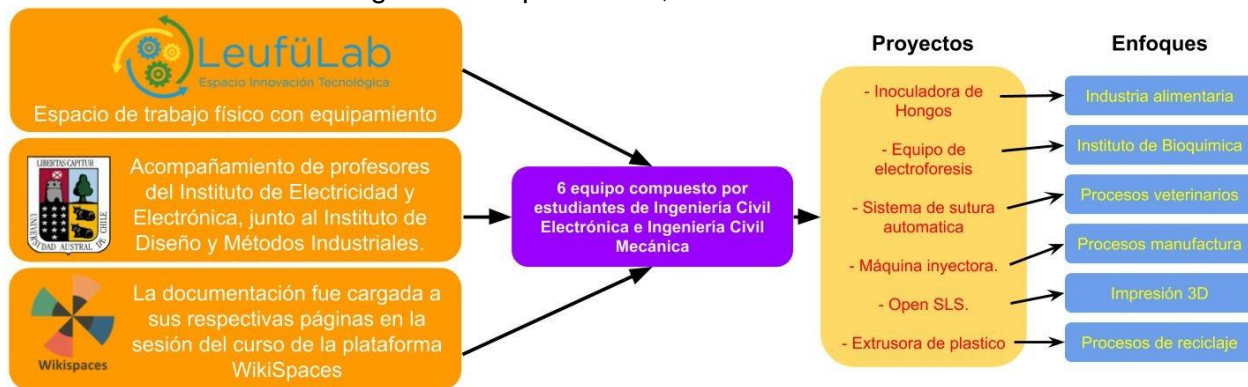 LeufüLab
Espacio Innovación Tecnológica
Espacio de trabajo físico con equipamiento
LIBERTAS CAPITUR
UNIVERSIDAD AUSTRAL DE CHILE
Acompañamiento de profesores
del Instituto de Electricidad y
Electrónica, junto al Instituto de
Diseño y Métodos Industriales.
Wikispaces
La documentación fue cargada a
sus respectivas páginas en la
sesión del curso de la plataforma
WikiSpaces
6 equipo compuesto por
estudiantes de Ingeniería Civil
Electrónica e Ingeniería Civil
Mecánica
Proyectos
- Inoculadora de
Hongos
- Equipo de
electroforesis
- Sistema de sutura
automatica
- Máquina inyectora.
- Open SLS.
- Extrusora de plastico
Enfoques
Industria alimentaria
Instituto de Bioquimica
Procesos veterinarios
Procesos manufactura
Impresión 3D
Procesos de reciclaje